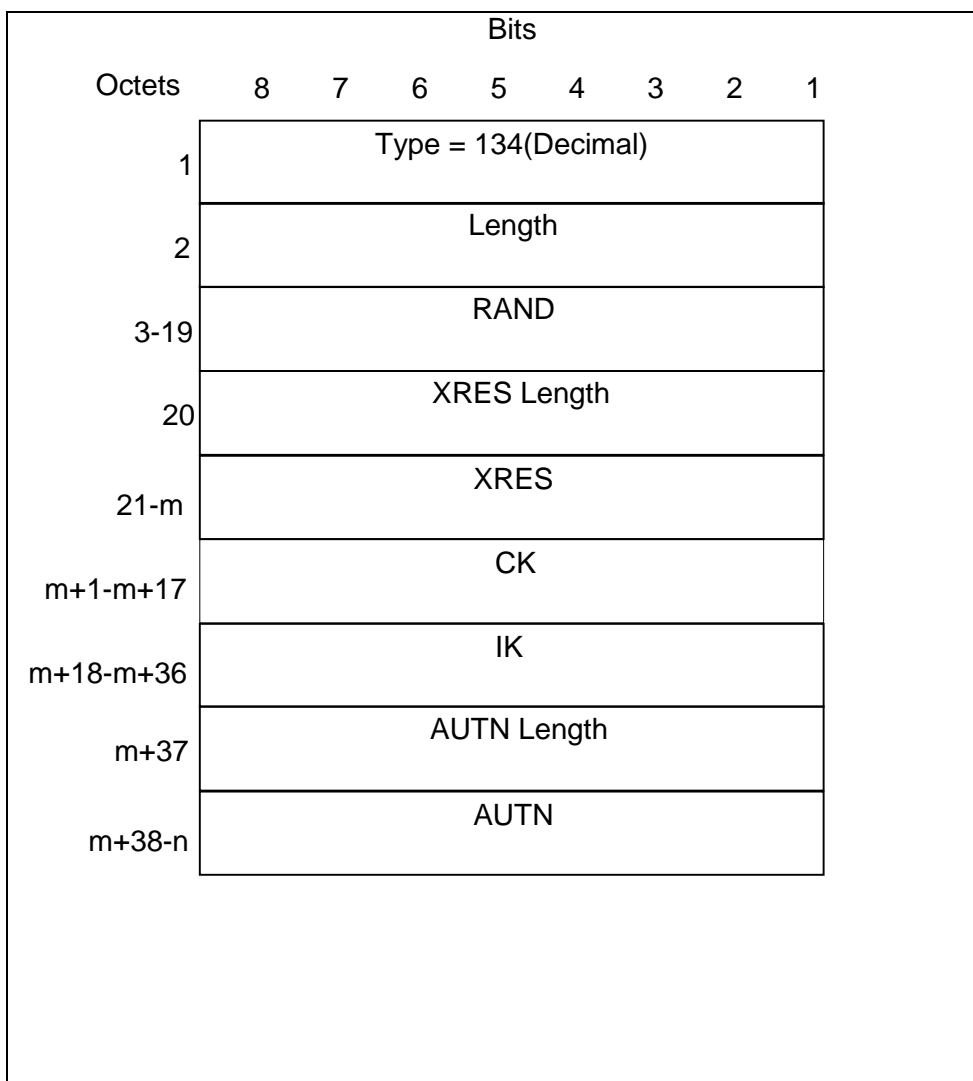 Bits
Octets 8 7 6 5 4 3 2 1
1 Type = 134(Decimal)
2 Length
3-19 RAND
20 XRES Length
21-m XRES
m+1-m+17 CK
m+18-m+36 IK
m+37 AUTN Length
m+38-n AUTN